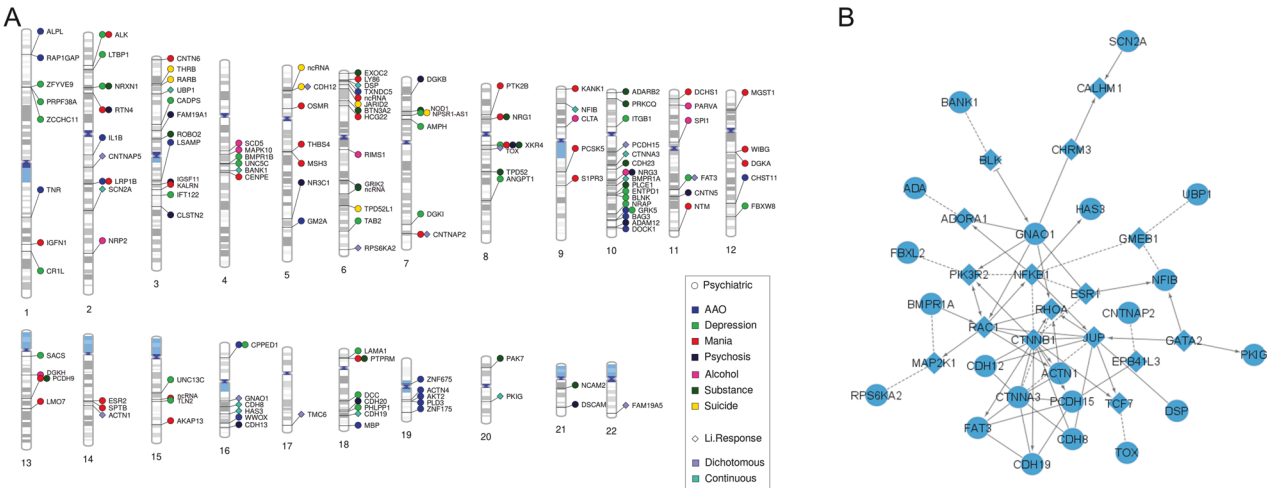 A
ALPL
RAP1GAP
ZFYVE9
PRPF38A
ZCCHC11
TNR
IGFN1
CR1L
1
ALK
LTBP1
NRXN1
RTN4
IL1B
CNTNAP5
LRP1B
SCN2A
NRP2
2
CNTN6
THRB
RARB
UBP1
CADPS
FAM19A1
ROBO2
LSAMP
IGSF11
KALRN
IFT122
CLSTN2
3
SCD5
MAPK10
BMPR1B
UNC5C
BANK1
CENPE
4
ncRNA
CDH12
OSMR
THBS4
MSH3
NR3C1
GM2A
5
EXOC2
LY86
DSP
TXNDC5
ncRNA
JARID2
BTN3A2
HCG22
RIMS1
GRIK2
ncRNA
TPD52L1
TAB2
RPS6KA2
6
DGKB
NOD1
NPSR1-AS1
AMPH
DGKI
CNTNAP2
7
PTK2B
NRG1
XKR4
TOX
TPD52
ANGPT1
8
KANK1
NFIB
CLTA
PCSK5
S1PR3
9
ADARB2
PRKCQ
ITGB1
PCDH15
CTNNA3
CDH23
NRG3
BMPR1A
PLCE1
ENTPD1
BLNK
NRAP
GRK5
BAG3
ADAM12
DOCK1
10
DCHS1
PARVA
SPI1
FAT3
CNTN5
NTM
11
MGST1
WIBG
DGKA
CHST11
FBXW8
12
SACS
DGKH
PCDH9
LMO7
13
ESR2
SPTB
ACTN1
14
UNC13C
ncRNA
TLN2
AKAP13
15
CPPED1
GNAO1
CDH8
HAS3
WWOX
CDH13
16
TMC6
17
LAMA1
PTPRM
DCC
CDH20
PHLPP1
CDH19
MBP
18
ZNF675
ACTN4
AKT2
PLD3
ZNF175
19
PAK7
PKIG
20
NCAM2
DSCAM
21
FAM19A5
22
Psychiatric
AAO
Depression
Mania
Psychosis
Alcohol
Substance
Suicide
Li.Response
Dichotomous
Continuous
B
SCN2A
CALHM1
BANK1
CHRM3
BLK
ADA
UBP1
HAS3
ADORA1
GNAO1
GMEB1
FBXL2
PIK3R2
NFKB1
NFIB
ESR1
BMPR1A
RHOA
CNTNAP2
RAC1
CTNNB1
JUP
GATA2
PKIG
MAP2K1
CDH12
EPB41L3
ACTN1
RPS6KA2
CTNNA3
PCDH15
TCF7
DSP
FAT3
CDH8
TOX
CDH19